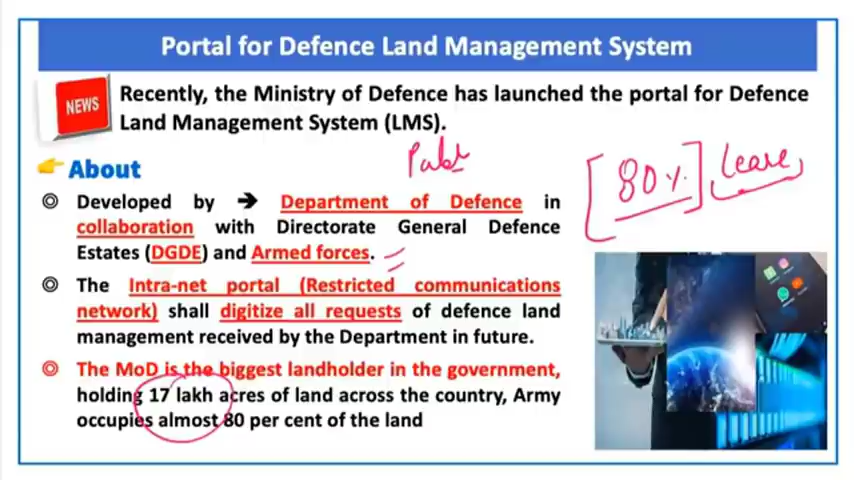 Portal for Defence Land Management System
NEWS
Recently, the Ministry of Defence has launched the portal for Defence
Land Management System (LMS).
About
80% lease
Developed by → Department of Defence in
collaboration with Directorate General Defence
Estates (DGDE) and Armed forces.
The Intra-net portal (Restricted communications
network) shall digitize all requests of defence land
management received by the Department in future.
The MoD is the biggest landholder in the government,
holding 17 lakh acres of land across the country, Army
occupies almost 80 per cent of the land